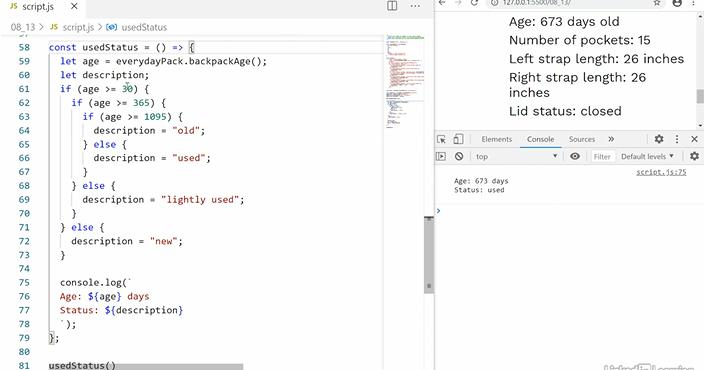 script.js
127.0.0.1:5500/08_13/
08_13 > script.js > usedStatus
58 const usedStatus = () => {
59 let age = everydayPack.backpackAge();
60 let description;
61 if (age >= 30) {
62 if (age >= 365) {
63 if (age >= 1095) {
64 description = "old";
65 } else {
66 description = "used";
67 }
68 } else {
69 description = "lightly used";
70 }
71 } else {
72 description = "new";
73 }
74
75 console.log(`
76 Age: ${age} days
77 Status: ${description}
78 `);
79 };
80
81 usedStatus()
Age: 673 days old
Number of pockets: 15
Left strap length: 26 inches
Right strap length: 26
inches
Lid status: closed
Elements Console Sources
top Filter Default levels
script.js:75
Age: 673 days
Status: used